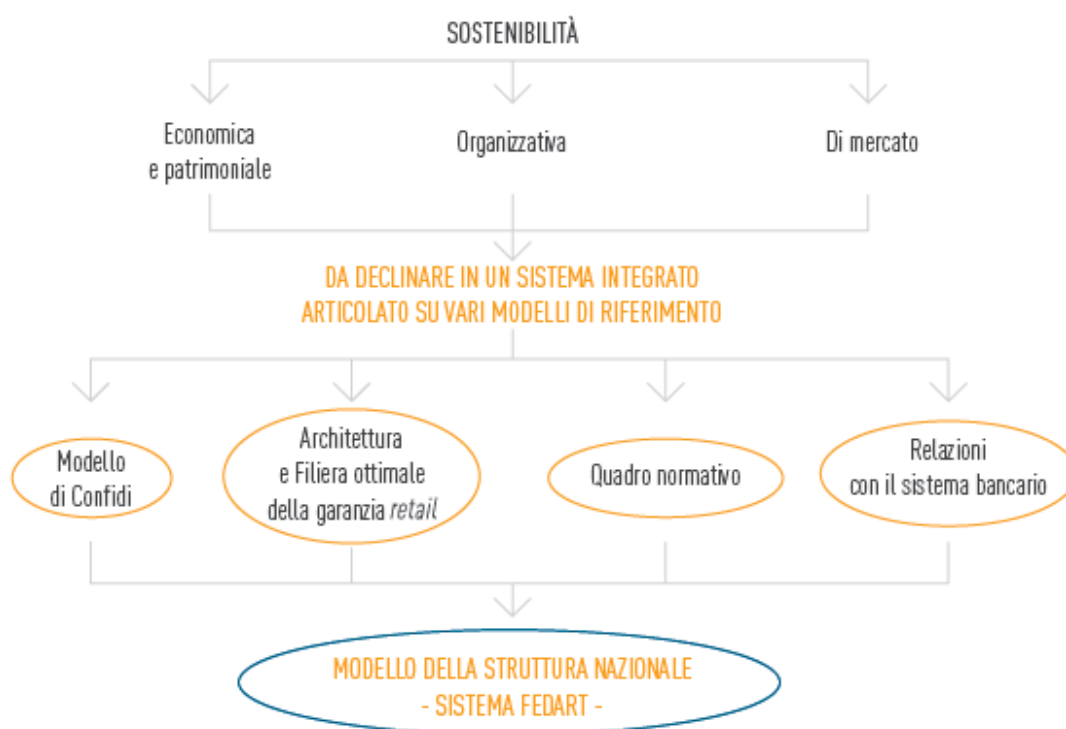 SOSTENIBILITÀ
Economica
e patrimoniale
Organizzativa
Di mercato
DA DECLINARE IN UN SISTEMA INTEGRATO
ARTICOLATO SU VARI MODELLI DI RIFERIMENTO
Modello
di Confidi
Architettura
e Filiera ottimale
della garanzia retail
Quadro normativo
Relazioni
con il sistema bancario
MODELLO DELLA STRUTTURA NAZIONALE
- SISTEMA FEDART -